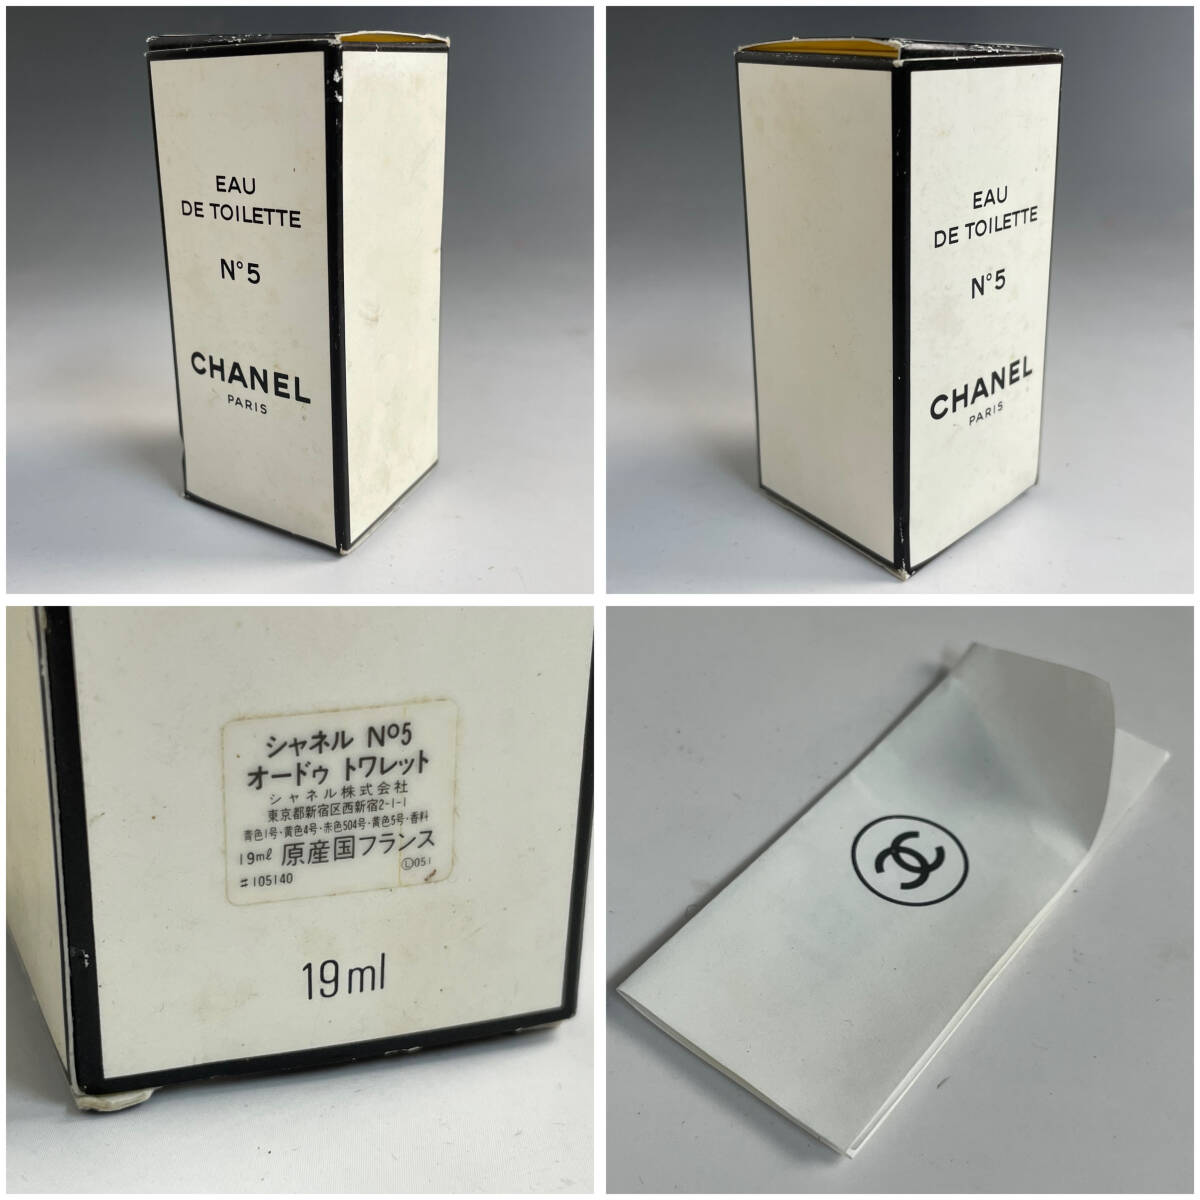 EAU
DE TOILETTE
N°5
CHANEL
PARIS
EAU
DE TOILETTE
N°5
CHANEL
PARIS
シャネル Nº5
オードゥ トワレット
シャネル株式会社
東京都新宿区西新宿2-1-1
青色1号・黄色4号・赤色504号・黄色5号・香料
19ml 原産国フランス
#105140 Ⓛ051
19ml